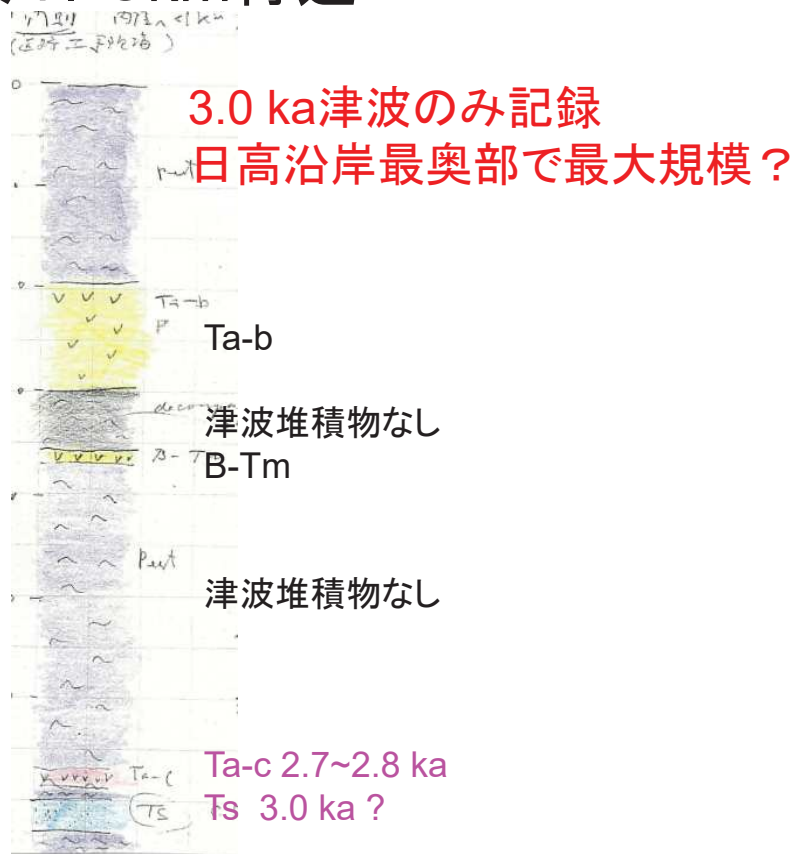 3.0 ka津波のみ記録
日高沿岸最奥部で最大規模？
peat
Ta-b
Ta-b
津波堆積物なし
B-Tm
B-Tm
Peat
津波堆積物なし
Ta-c
Ta-c 2.7~2.8 ka
Ts
Ts 3.0 ka ?